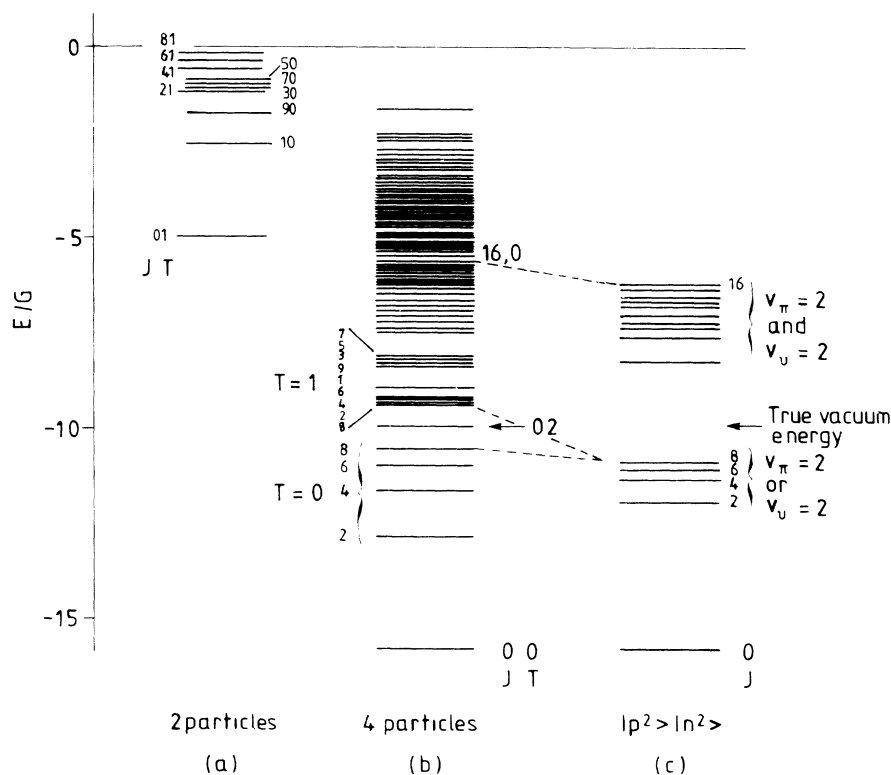 0
81
61
41
21
50
70
30
90
10
01
J T
-5
E/G
-10
-15
16,0
7
5
3
9
1
6
4
2
T = 1
02
8
6
4
2
T = 0
0 0
J T
16
v_π = 2
and
v_υ = 2
True vacuum
energy
8
6
4
2
v_π = 2
or
v_υ = 2
0
J
2 particles
4 particles
|p²> |n²>
(a)
(b)
(c)